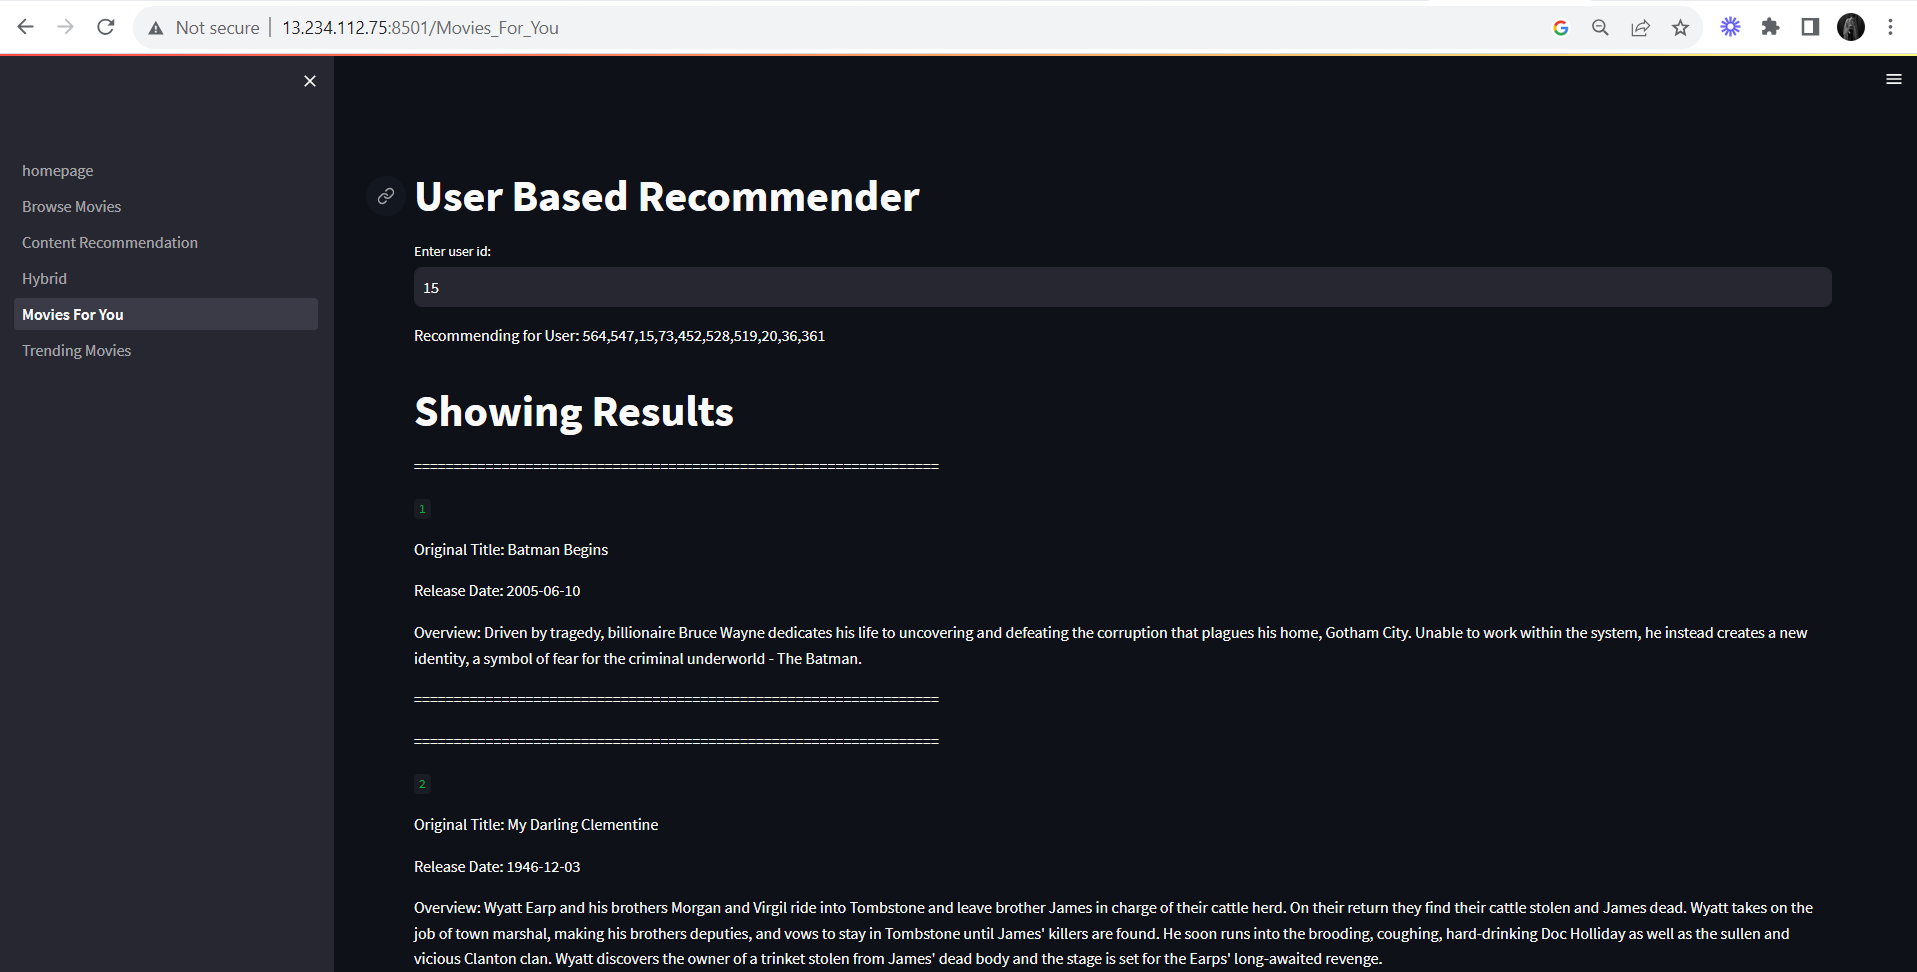 Not secure | 13.234.112.75:8501/Movies_For_You
homepage
Browse Movies
Content Recommendation
Hybrid
Movies For You
Trending Movies
User Based Recommender
Enter user id:
15
Recommending for User: 564,547,15,73,452,528,519,20,36,361
Showing Results
==================================================================
1
Original Title: Batman Begins
Release Date: 2005-06-10
Overview: Driven by tragedy, billionaire Bruce Wayne dedicates his life to uncovering and defeating the corruption that plagues his home, Gotham City. Unable to work within the system, he instead creates a new
identity, a symbol of fear for the criminal underworld - The Batman.
==================================================================
==================================================================
2
Original Title: My Darling Clementine
Release Date: 1946-12-03
Overview: Wyatt Earp and his brothers Morgan and Virgil ride into Tombstone and leave brother James in charge of their cattle herd. On their return they find their cattle stolen and James dead. Wyatt takes on the
job of town marshal, making his brothers deputies, and vows to stay in Tombstone until James' killers are found. He soon runs into the brooding, coughing, hard-drinking Doc Holliday as well as the sullen and
vicious Clanton clan. Wyatt discovers the owner of a trinket stolen from James' dead body and the stage is set for the Earps' long-awaited revenge.